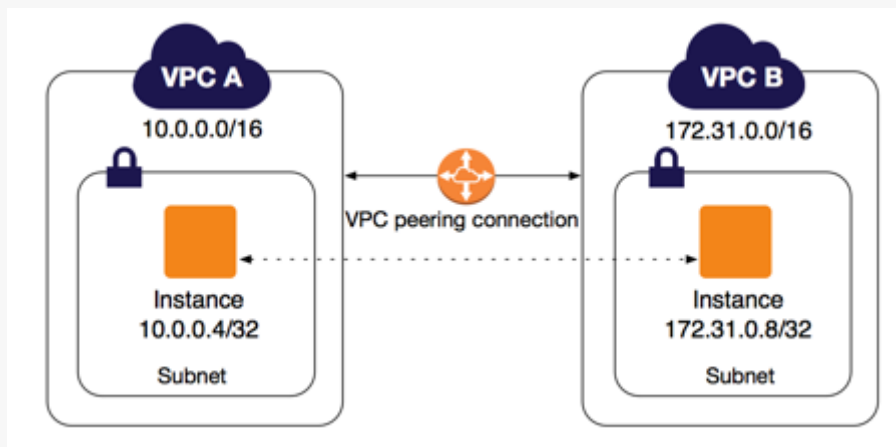 VPC A
10.0.0.0/16
Instance
10.0.0.4/32
Subnet
VPC peering connection
VPC B
172.31.0.0/16
Instance
172.31.0.8/32
Subnet